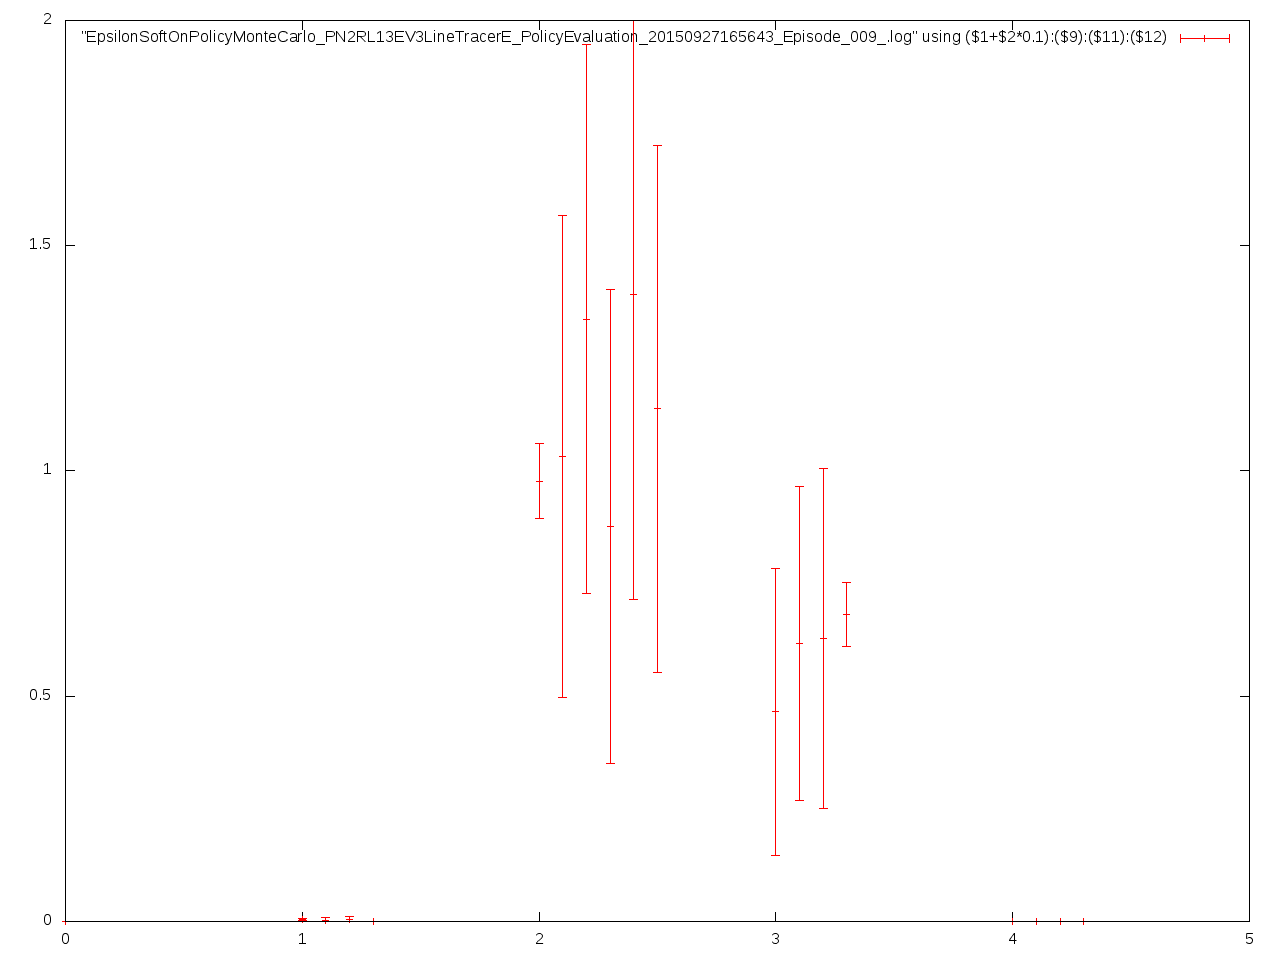 2
"EpsilonSoftOnPolicyMonteCarlo_PN2RL13EV3LineTracerE_PolicyEvaluation_20150927165643_Episode_009_.log" using ($1+$2*0.1):($9):($11):($12)
1.5
1
0.5
0
0 1 2 3 4 5